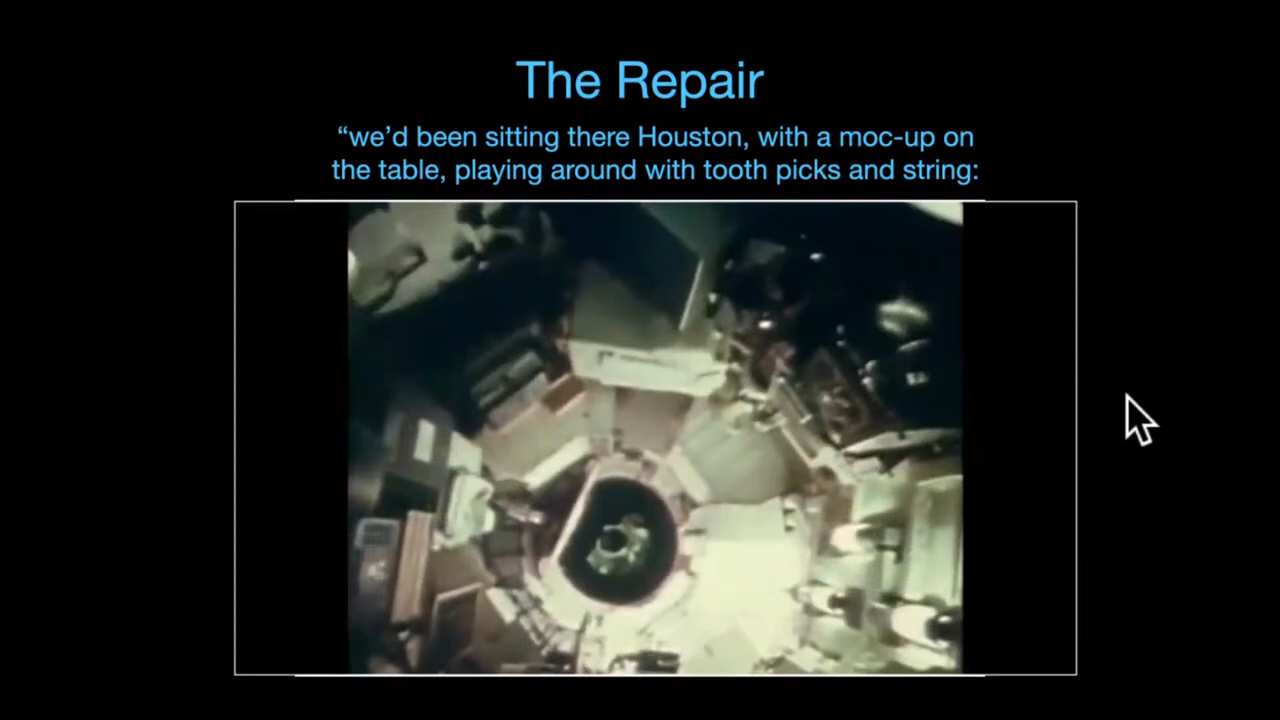 The Repair
“we’d been sitting there Houston, with a moc-up on
the table, playing around with tooth picks and string: